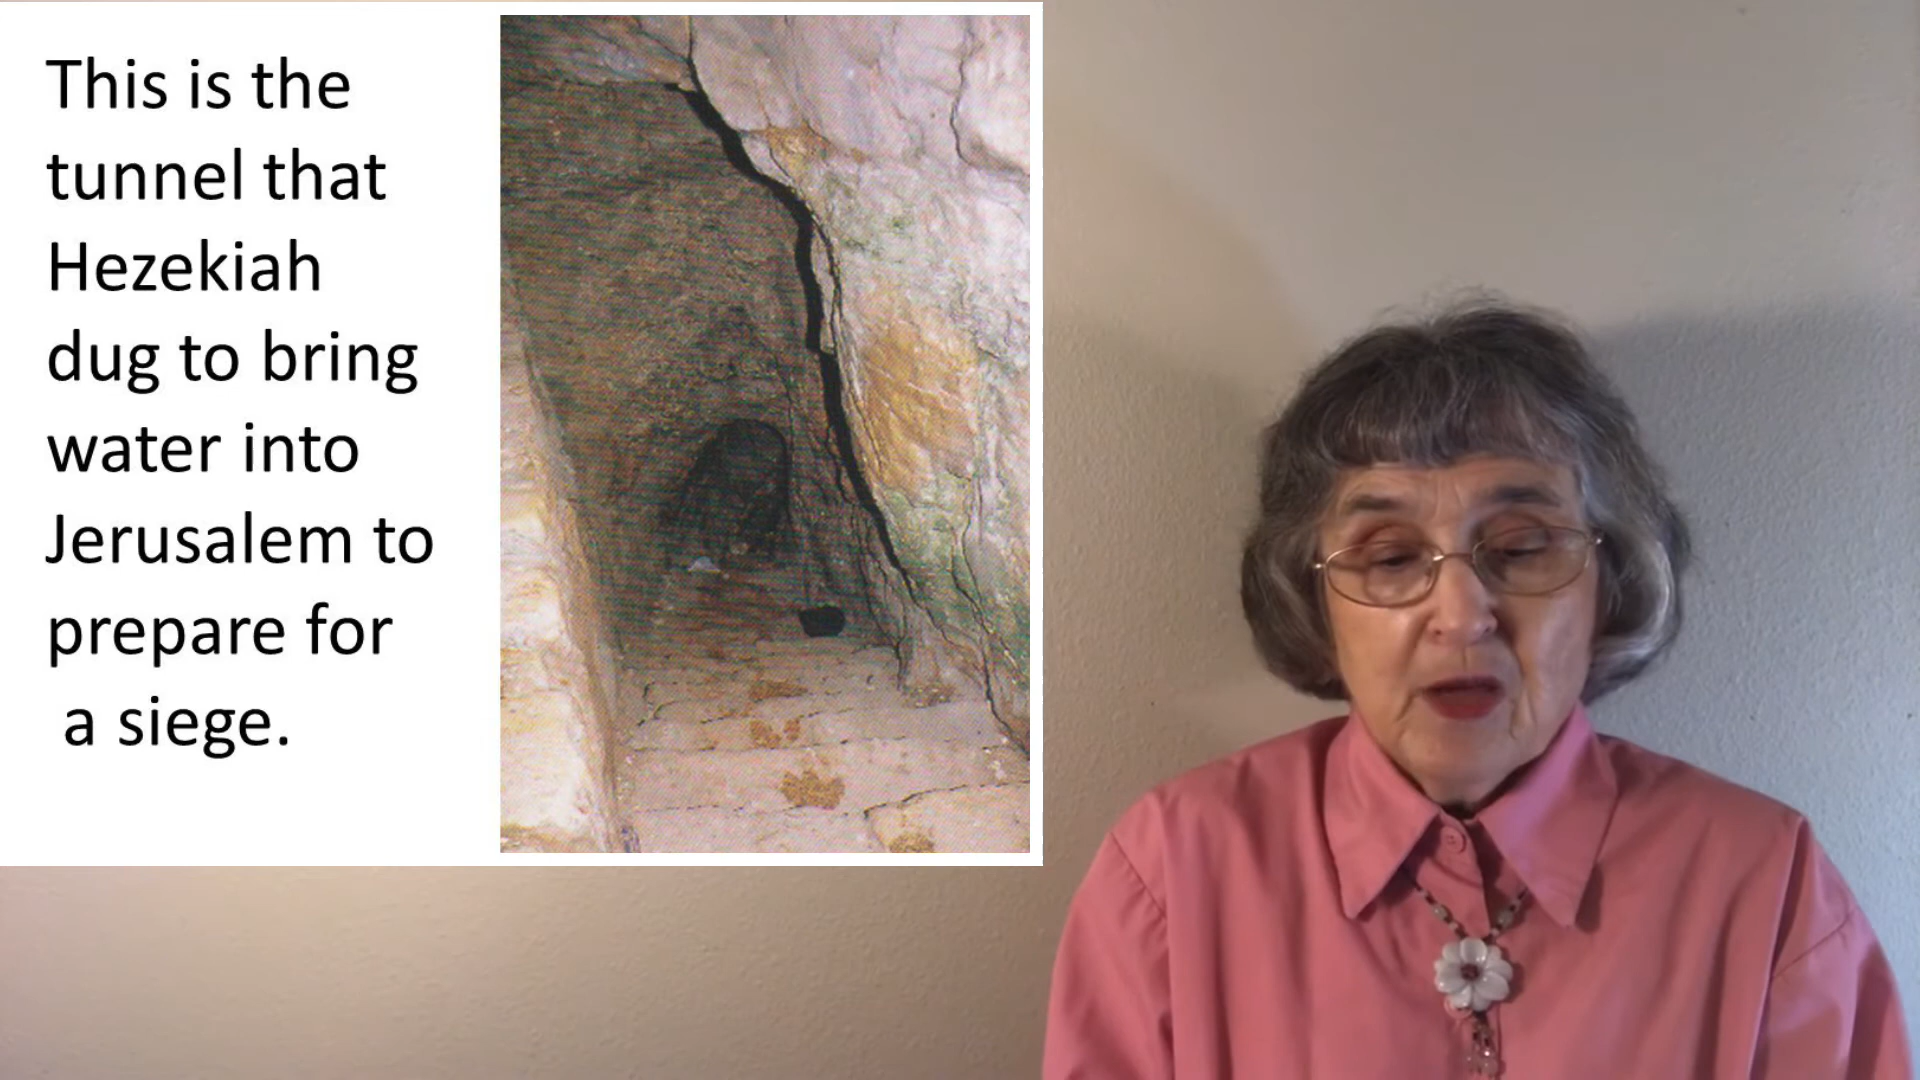 This is the
tunnel that
Hezekiah
dug to bring
water into
Jerusalem to
prepare for
a siege.